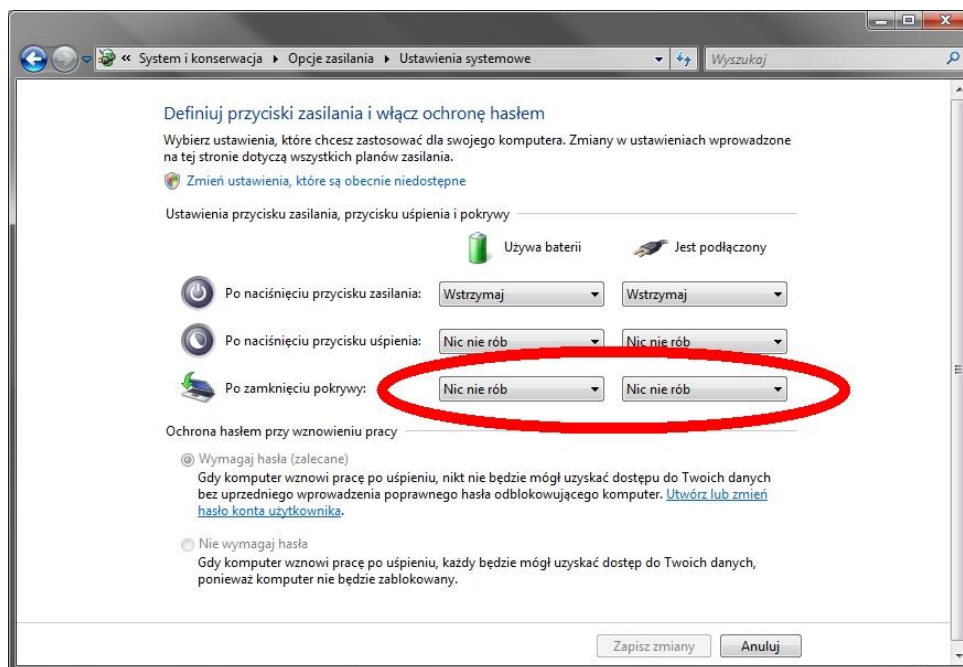 « System i konserwacja ▸ Opcje zasilania ▸ Ustawienia systemowe
Wyszukaj
Definiuj przyciski zasilania i włącz ochronę hasłem
Wybierz ustawienia, które chcesz zastosować dla swojego komputera. Zmiany w ustawieniach wprowadzone
na tej stronie dotyczą wszystkich planów zasilania.
Zmień ustawienia, które są obecnie niedostępne
Ustawienia przycisku zasilania, przycisku uśpienia i pokrywy
Używa baterii Jest podłączony
Po naciśnięciu przycisku zasilania: Wstrzymaj Wstrzymaj
Po naciśnięciu przycisku uśpienia: Nic nie rób Nic nie rób
Po zamknięciu pokrywy: Nic nie rób Nic nie rób
Ochrona hasłem przy wznowieniu pracy
Wymagaj hasła (zalecane)
Gdy komputer wznowi pracę po uśpieniu, nikt nie będzie mógł uzyskać dostępu do Twoich danych
bez uprzedniego wprowadzenia poprawnego hasła odblokowującego komputer. Utwórz lub zmień
hasło konta użytkownika.
Nie wymagaj hasła
Gdy komputer wznowi pracę po uśpieniu, każdy będzie mógł uzyskać dostęp do Twoich danych,
ponieważ komputer nie będzie zablokowany.
Zapisz zmiany Anuluj